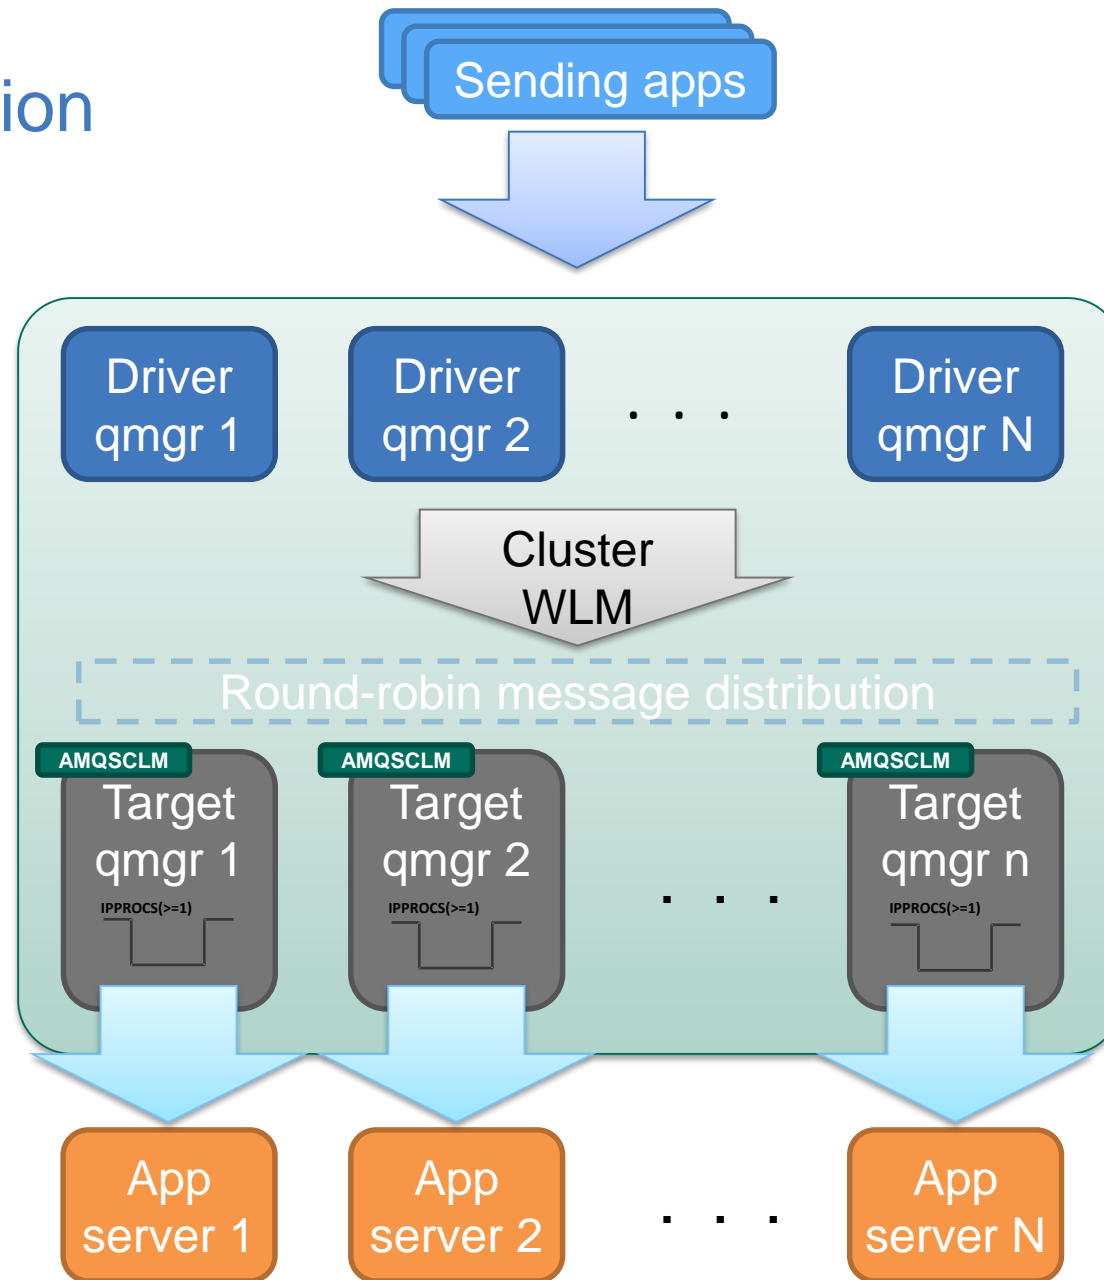 Sending apps
ion
Driver
qmgr 1
Driver
qmgr 2
. . .
Driver
qmgr N
Cluster
WLM
Round-robin message distribution
AMQSCLM
Target
qmgr 1
IPPROCS(>=1)
AMQSCLM
Target
qmgr 2
IPPROCS(>=1)
. . .
AMQSCLM
Target
qmgr n
IPPROCS(>=1)
App
server 1
App
server 2
. . .
App
server N